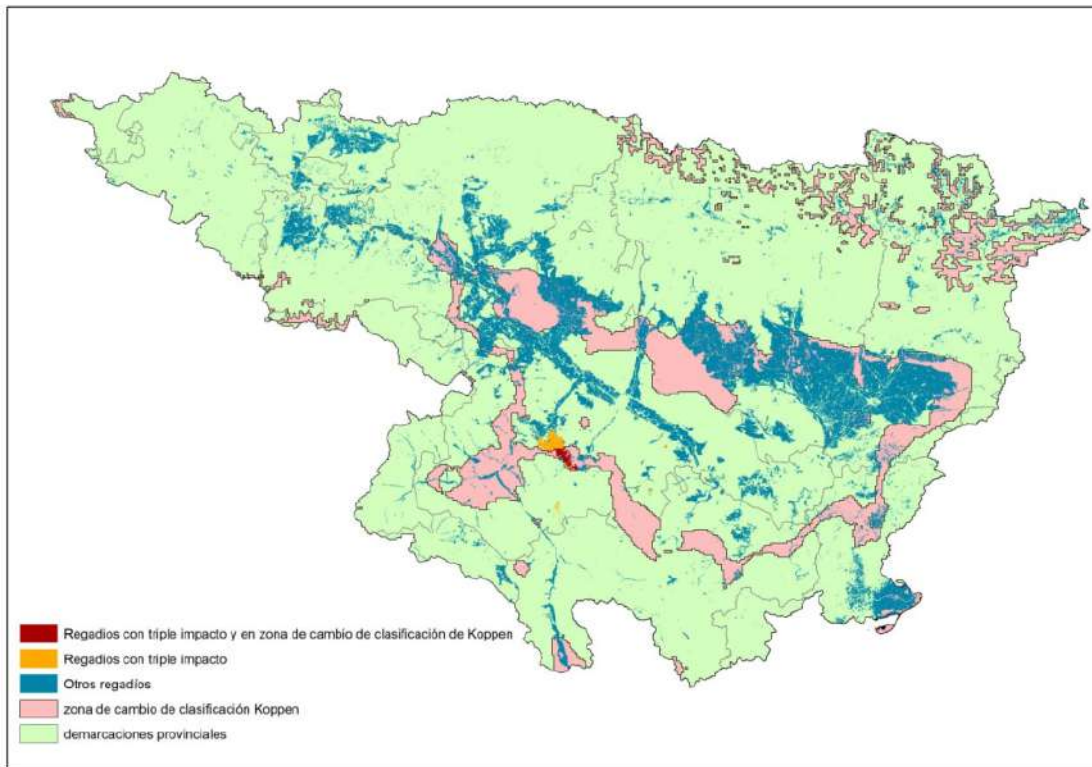 Regadios con triple impacto y en zona de cambio de clasificación de Koppen
Regadios con triple impacto
Otros regadíos
zona de cambio de clasificación Koppen
demarcaciones provinciales